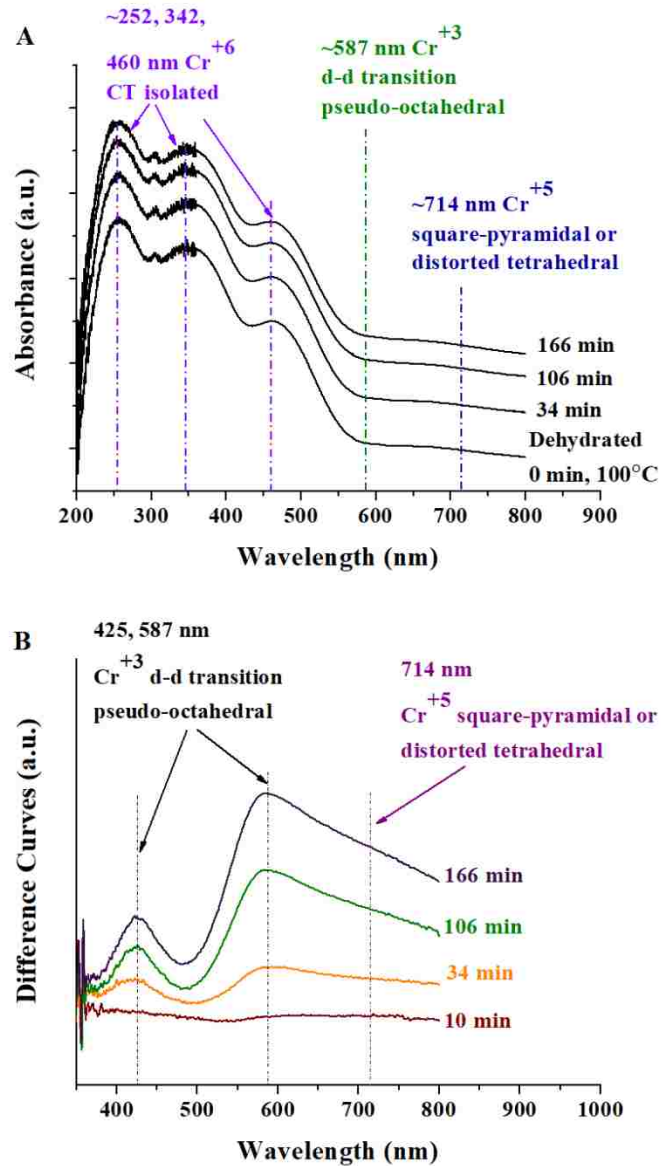 ~252, 342,
A
460 nm Cr+6
CT isolated
~587 nm Cr+3
d-d transition
pseudo-octahedral
~714 nm Cr+5
square-pyramidal or
distorted tetrahedral
Absorbance (a.u.)
166 min
106 min
34 min
Dehydrated
0 min, 100°C
200 300 400 500 600 700 800 900
Wavelength (nm)
B
425, 587 nm
Cr+3 d-d transition
pseudo-octahedral
714 nm
Cr+5 square-pyramidal or
distorted tetrahedral
Difference Curves (a.u.)
166 min
106 min
34 min
10 min
400 500 600 700 800 900 1000
Wavelength (nm)